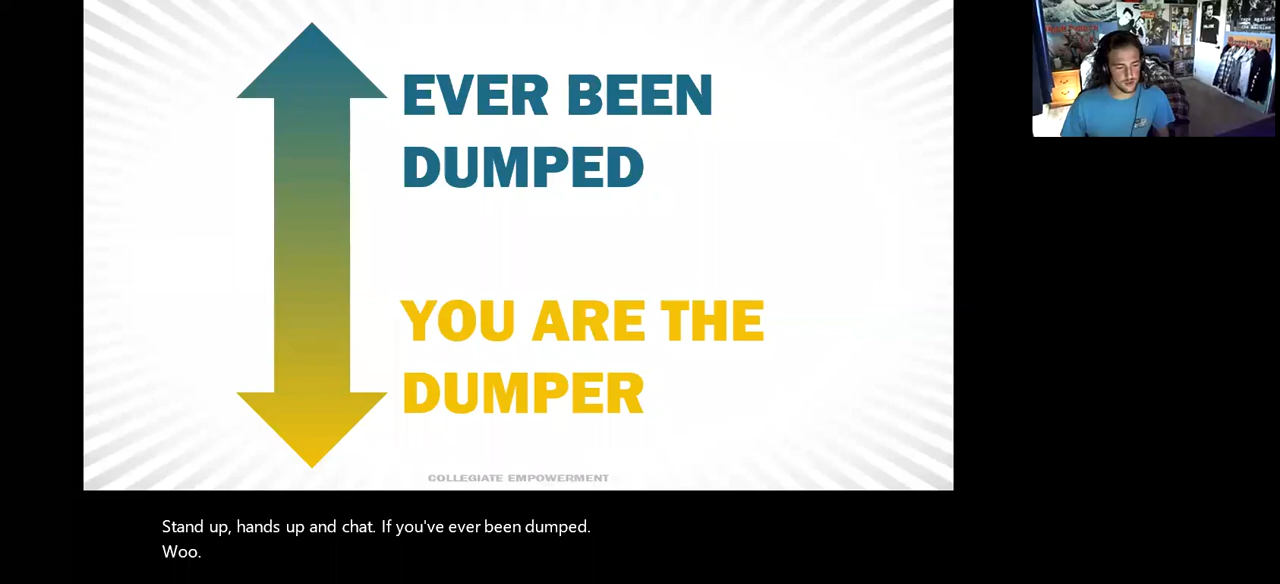 EVER BEEN
DUMPED
YOU ARE THE
DUMPER
COLLEGIATE EMPOWERMENT
Stand up, hands up and chat. If you've ever been dumped.
Woo.